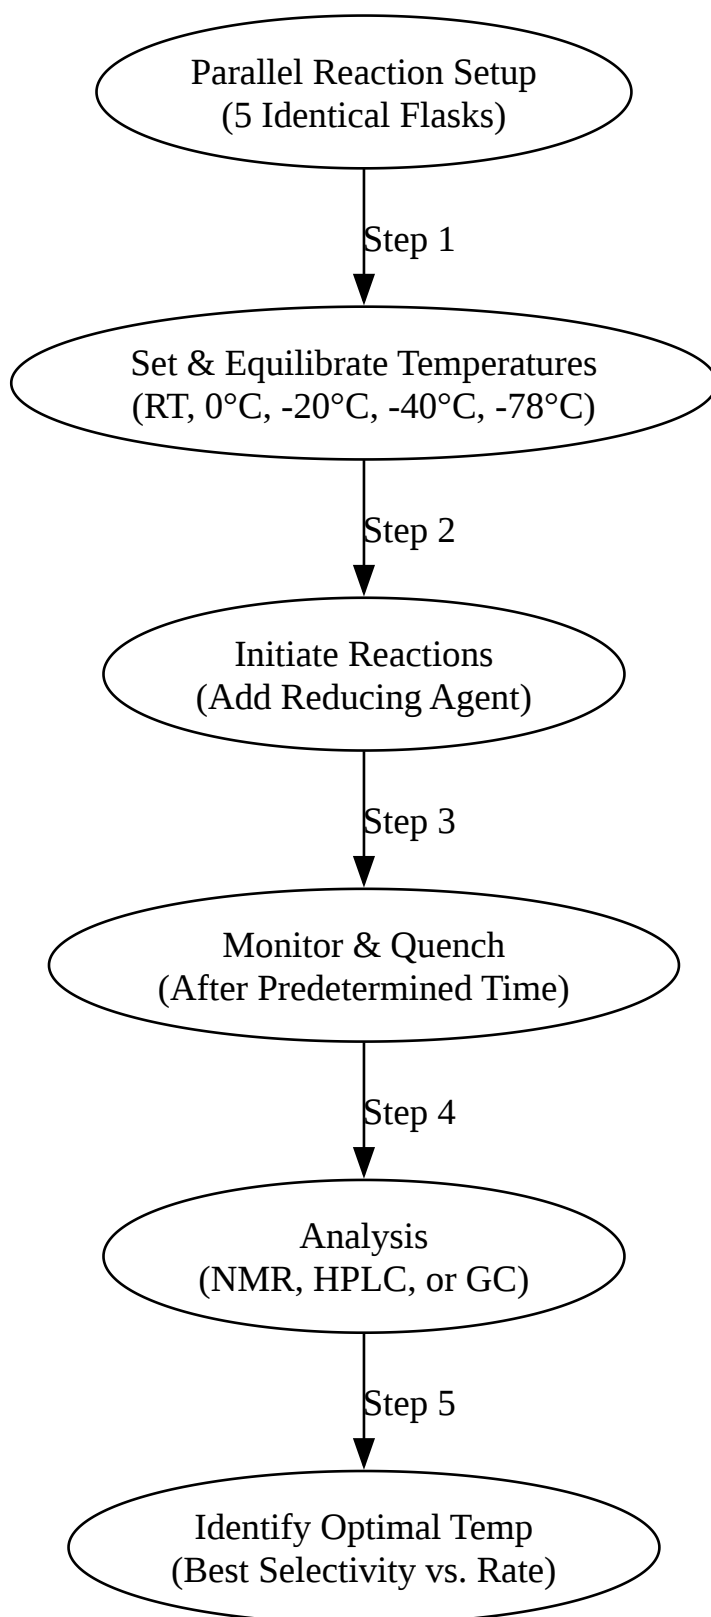 Parallel Reaction Setup
(5 Identical Flasks)
Step 1
Set & Equilibrate Temperatures
(RT, 0°C, -20°C, -40°C, -78°C)
Step 2
Initiate Reactions
(Add Reducing Agent)
Step 3
Monitor & Quench
(After Predetermined Time)
Step 4
Analysis
(NMR, HPLC, or GC)
Step 5
Identify Optimal Temp
(Best Selectivity vs. Rate)